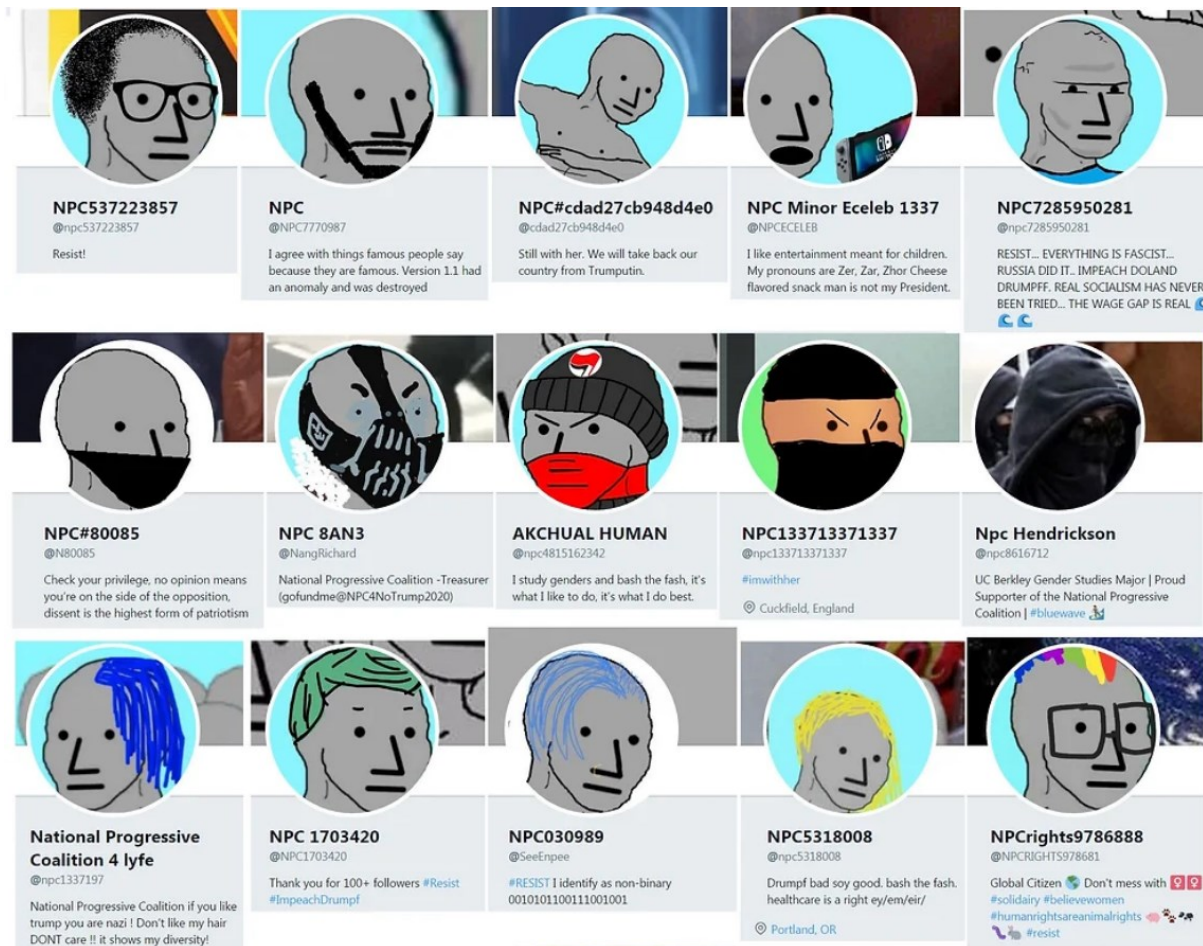 NPC537223857
@npc537223857
Resist!
NPC
@NPC7770987
I agree with things famous people say
because they are famous. Version 1.1 had
an anomaly and was destroyed
NPC#cdad27cb948d4e0
@cdad27cb948d4e0
Still with her. We will take back our
country from Trumputin.
NPC Minor Eceleb 1337
@NPCECELEB
I like entertainment meant for children.
My pronouns are Zer, Zar, Zhor Cheese
flavored snack man is not my President.
NPC7285950281
@npc7285950281
RESIST... EVERYTHING IS FASCIST...
RUSSIA DID IT.. IMPEACH DOLAND
DRUMPFF. REAL SOCIALISM HAS NEVER
BEEN TRIED... THE WAGE GAP IS REAL 🌊
🌊 🌊
NPC#80085
@N80085
Check your privilege, no opinion means
you're on the side of the opposition,
dissent is the highest form of patriotism
NPC 8AN3
@NangRichard
National Progressive Coalition -Treasurer
(gofundme@NPC4NoTrump2020)
AKCHUAL HUMAN
@npc4815162342
I study genders and bash the fash, it's
what I like to do, it's what I do best.
NPC133713371337
@npc133713371337
#imwithher
Cuckfield, England
Npc Hendrickson
@npc8616712
UC Berkley Gender Studies Major | Proud
Supporter of the National Progressive
Coalition | #bluewave 🏄
National Progressive
Coalition 4 lyfe
@npc1337197
National Progressive Coalition if you like
trump you are nazi ! Don't like my hair
DONT care !! it shows my diversity!
NPC 1703420
@NPC1703420
Thank you for 100+ followers #Resist
#ImpeachDrumpf
NPC030989
@SeeEnpee
#RESIST I identify as non-binary
0010101100111001001
NPC5318008
@npc5318008
Drumpf bad soy good. bash the fash.
healthcare is a right ey/em/eir/
Portland, OR
NPCrights9786888
@NPCRIGHTS978681
Global Citizen 🌎 Don't mess with 🚺🚺
#solidairy #believewomen
#humanrightsareanimalrights 🐖🐾🐄
🐛🐇 #resist